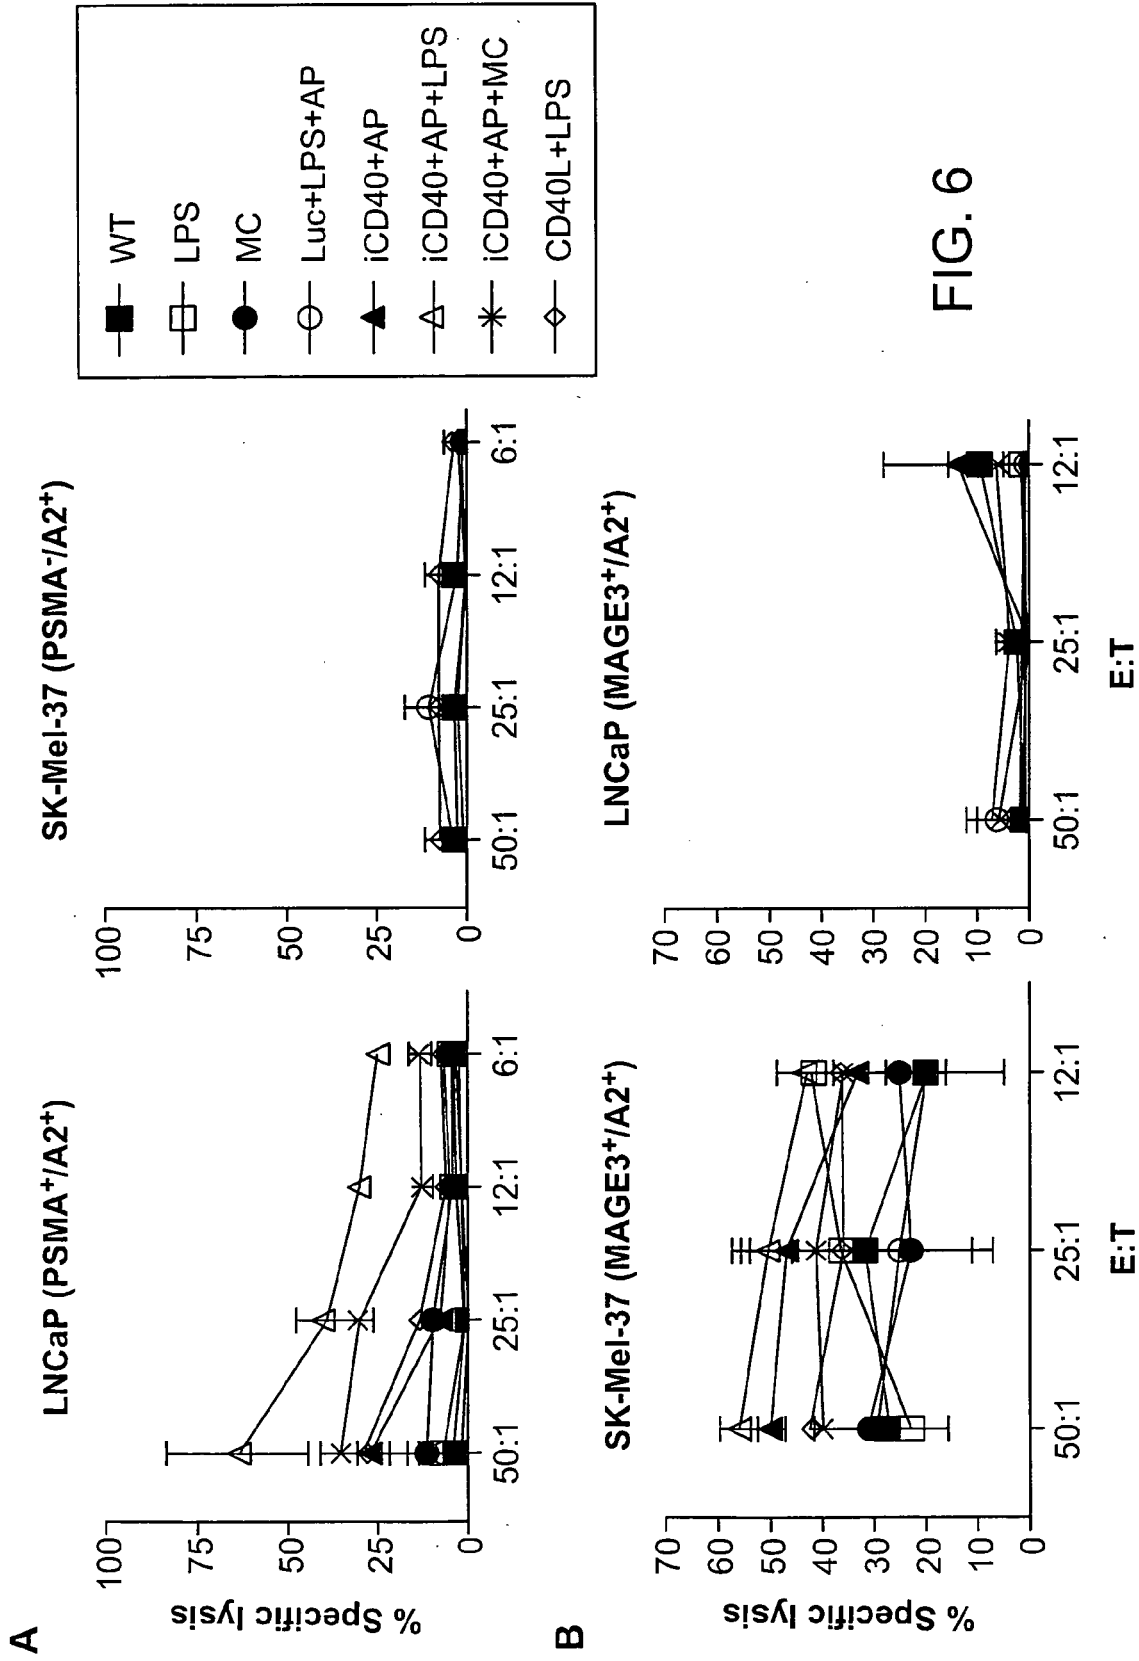 A
LNCaP (PSMA+/A2+)
% Specific lysis
100
75
50
25
0
50:1
25:1
12:1
6:1
SK-Mel-37 (PSMA-/A2+)
100
75
50
25
0
50:1
25:1
12:1
6:1
WT
LPS
MC
Luc+LPS+AP
iCD40+AP
iCD40+AP+LPS
iCD40+AP+MC
CD40L+LPS
B
SK-Mel-37 (MAGE3+/A2+)
% Specific lysis
70
60
50
40
30
20
10
0
50:1
25:1
12:1
E:T
LNCaP (MAGE3+/A2+)
70
60
50
40
30
20
10
0
50:1
25:1
12:1
E:T
FIG. 6